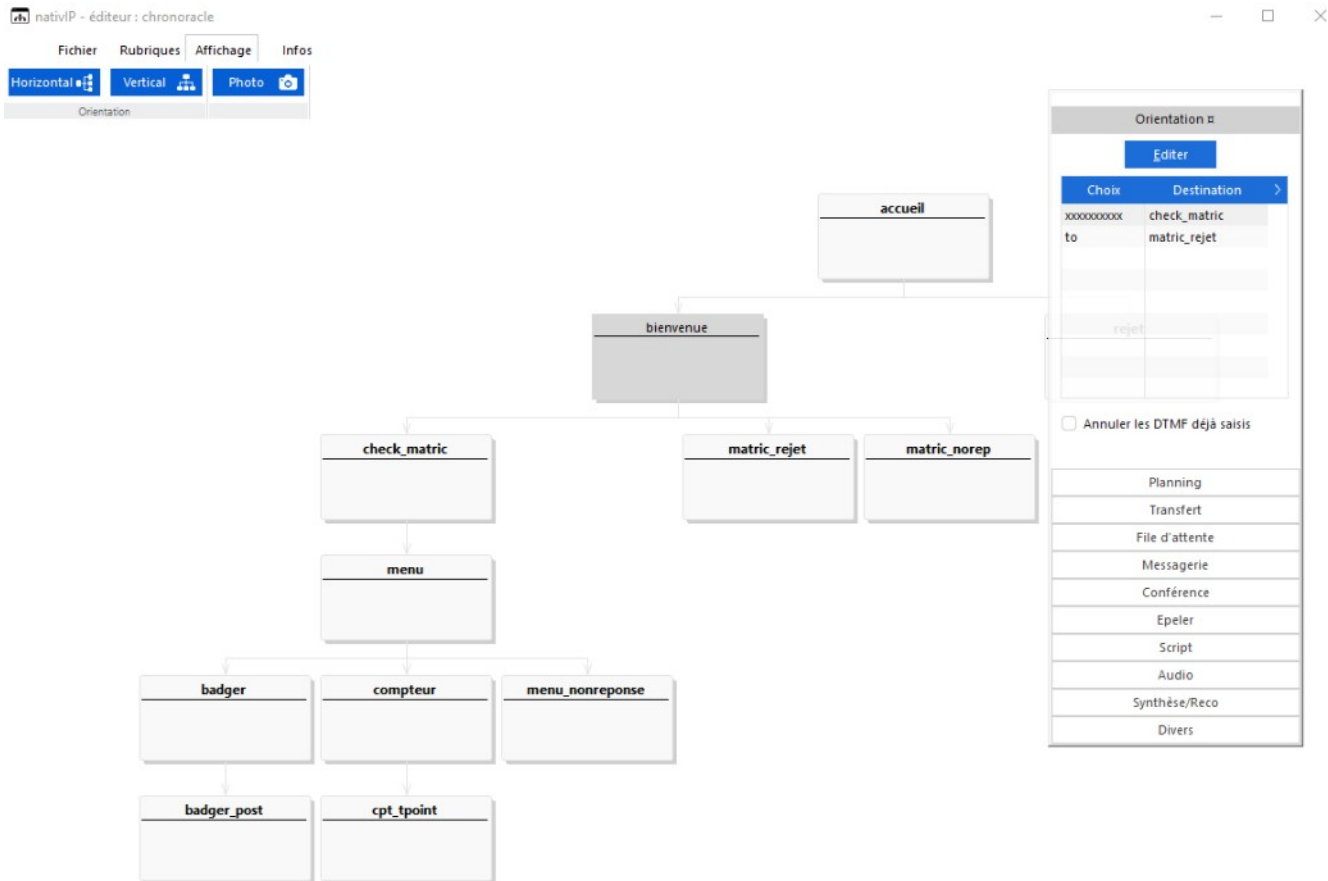 nativIP - éditeur : chronoracle
Fichier Rubriques Affichage Infos
Horizontal Vertical Photo
Orientation
Orientation ¤
Editer
Choix Destination >
xxxxxxxxxx check_matric
to matric_rejet
Annuler les DTMF déjà saisis
Planning
Transfert
File d'attente
Messagerie
Conférence
Epeler
Script
Audio
Synthèse/Reco
Divers
accueil
bienvenue rejet
check_matric matric_rejet matric_norep
menu
badger compteur menu_nonreponse
badger_post cpt_tpoint